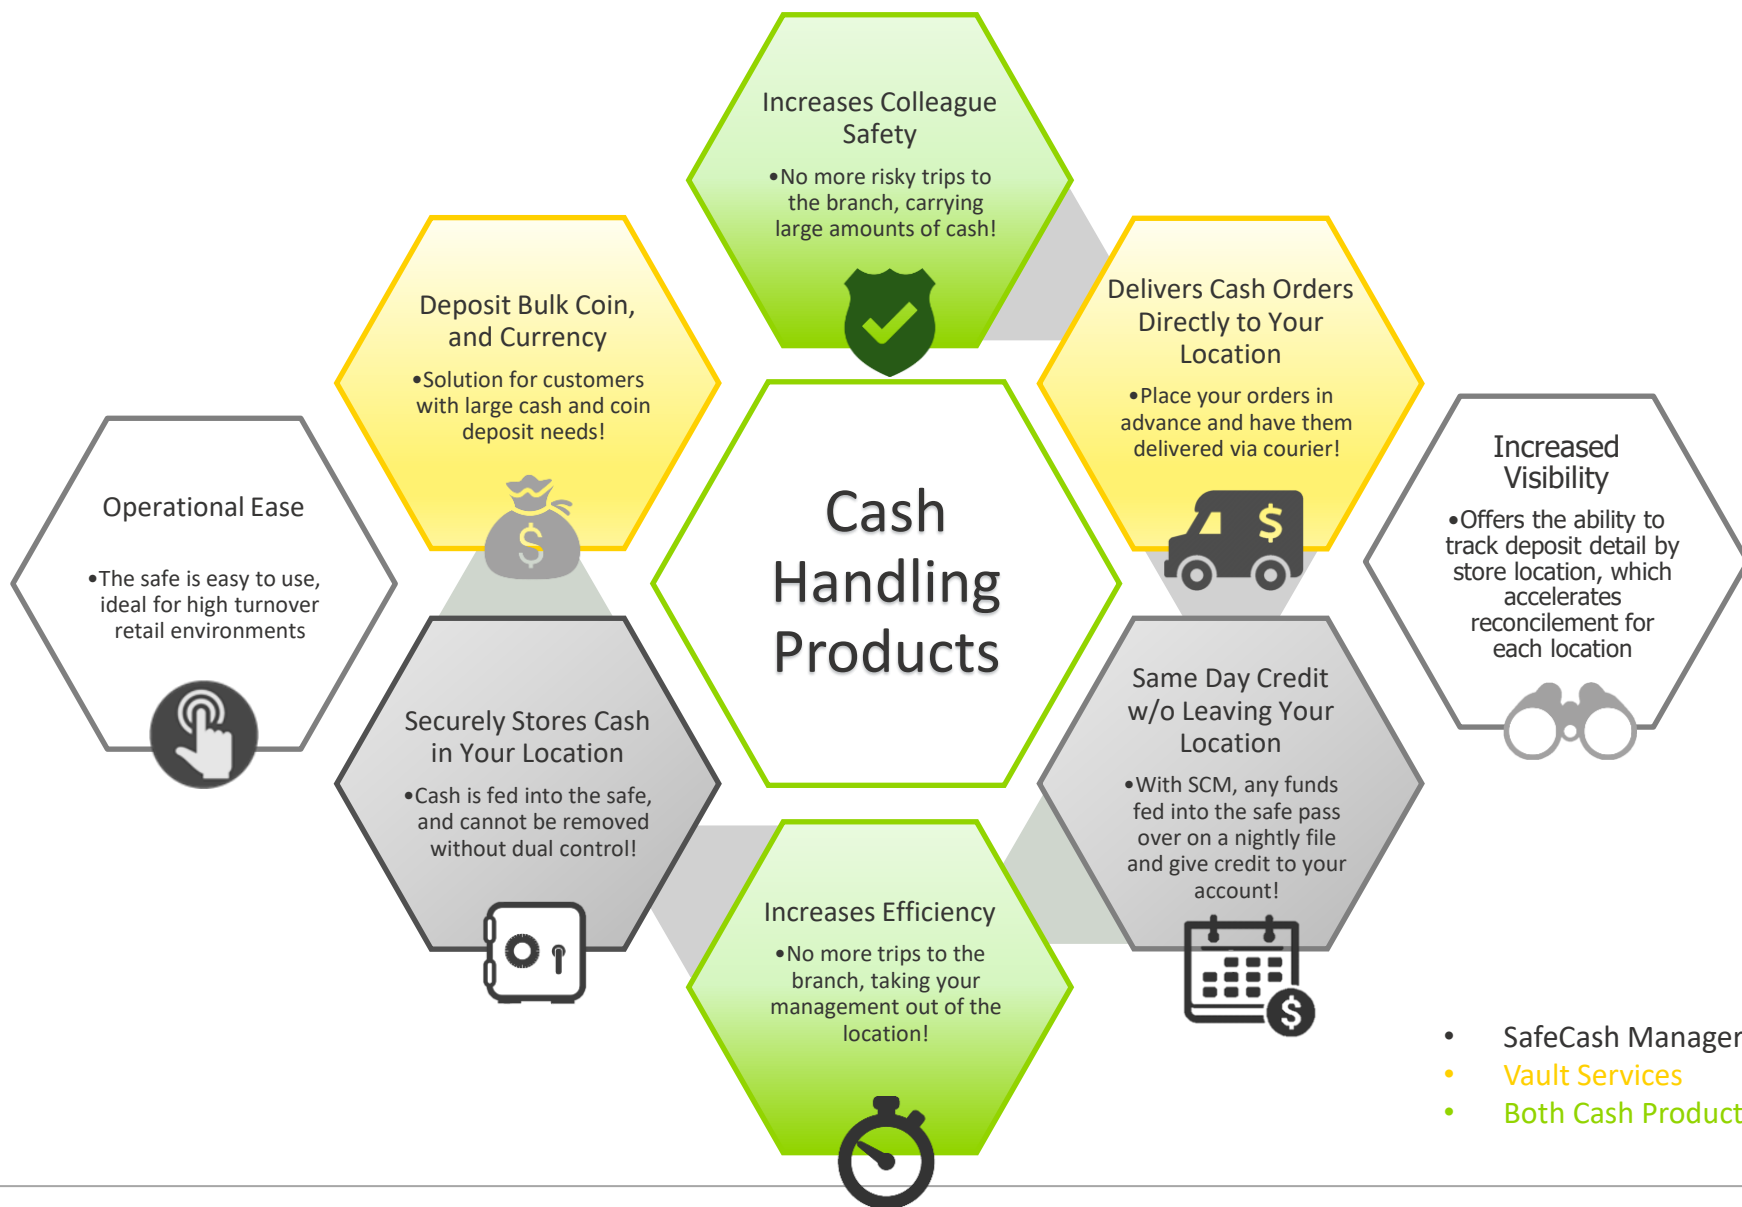 Increases Colleague
Safety
•No more risky trips to
the branch, carrying
large amounts of cash!
Deposit Bulk Coin,
and Currency
•Solution for customers
with large cash and coin
deposit needs!
$
Delivers Cash Orders
Directly to Your
Location
•Place your orders in
advance and have them
delivered via courier!
$
Operational Ease
•The safe is easy to use,
ideal for high turnover
retail environments
Cash
Handling
Products
Increased
Visibility
•Offers the ability to
track deposit detail by
store location, which
accelerates
reconcilement for
each location
Securely Stores Cash
in Your Location
•Cash is fed into the safe,
and cannot be removed
without dual control!
Same Day Credit
w/o Leaving Your
Location
•With SCM, any funds
fed into the safe pass
over on a nightly file
and give credit to your
account!
$
Increases Efficiency
•No more trips to the
branch, taking your
management out of the
location!
• SafeCash Manager
• Vault Services
• Both Cash Product